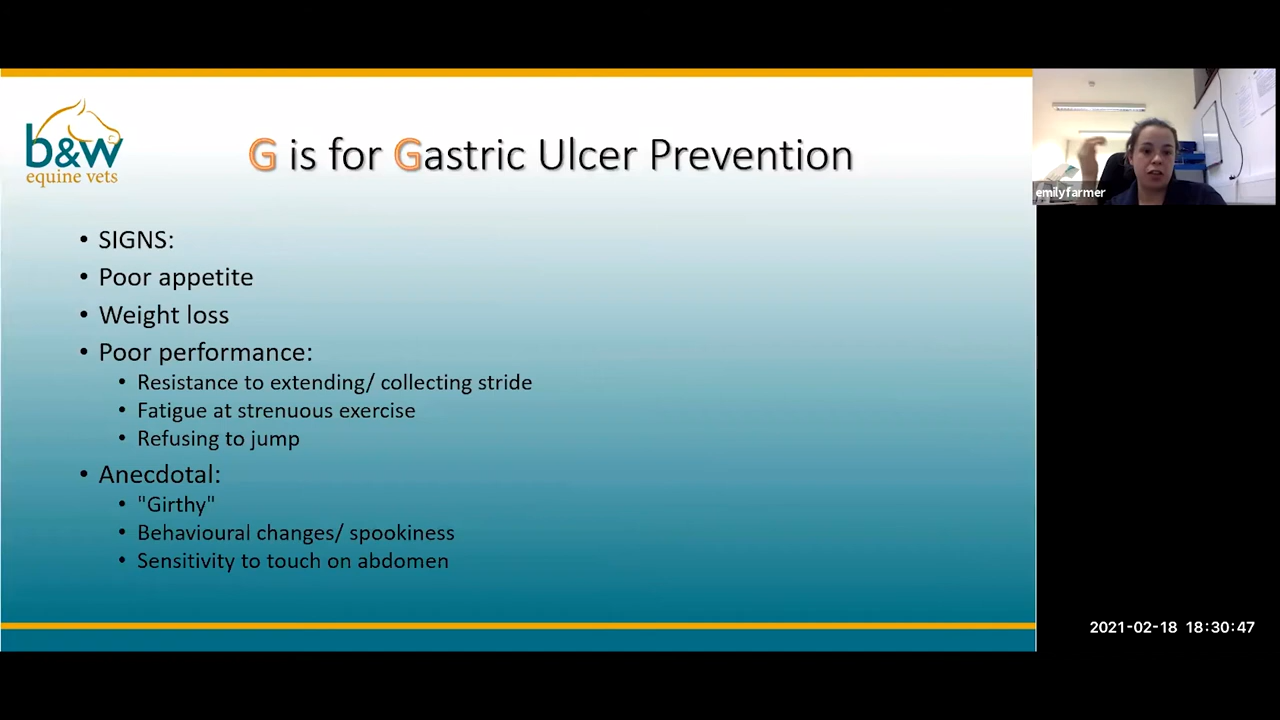 b&w
equine vets
G is for Gastric Ulcer Prevention
• SIGNS:
• Poor appetite
• Weight loss
• Poor performance:
• Resistance to extending/ collecting stride
• Fatigue at strenuous exercise
• Refusing to jump
• Anecdotal:
• "Girthy"
• Behavioural changes/ spookiness
• Sensitivity to touch on abdomen
emilyfarmer
2021-02-18 18:30:47